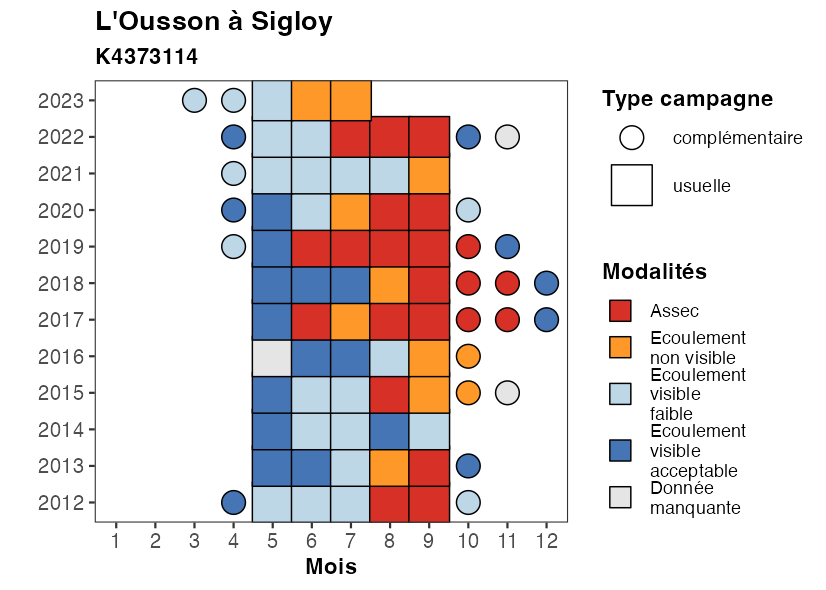 L'Ousson à Sigloy
K4373114
2023
2022
2021
2020
2019
2018
2017
2016
2015
2014
2013
2012
1 2 3 4 5 6 7 8 9 10 11 12
Mois
Type campagne
complémentaire
usuelle
Modalités
Assec
Ecoulement
non visible
Ecoulement
visible
faible
Ecoulement
visible
acceptable
Donnée
manquante